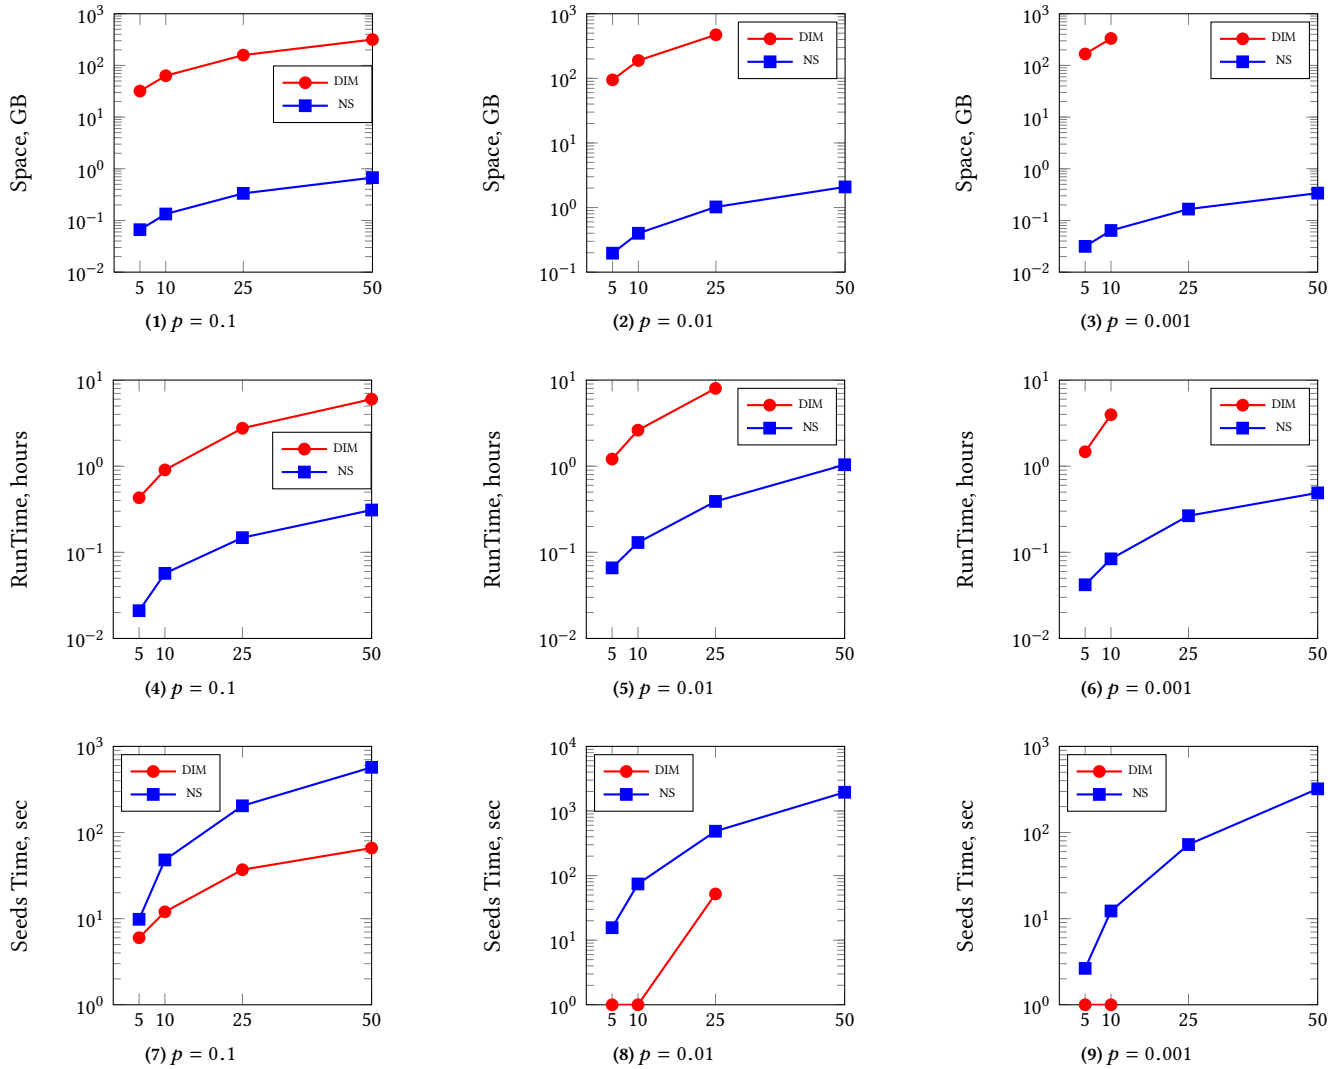 Space, GB
10^3
10^2
10^1
10^0
10^−1
10^−2
DIM
NS
5 10 25 50
(1) p = 0.1
Space, GB
10^3
10^2
10^1
10^0
10^−1
DIM
NS
5 10 25 50
(2) p = 0.01
Space, GB
10^3
10^2
10^1
10^0
10^−1
10^−2
DIM
NS
5 10 25 50
(3) p = 0.001
RunTime, hours
10^1
10^0
10^−1
10^−2
DIM
NS
5 10 25 50
(4) p = 0.1
RunTime, hours
10^1
10^0
10^−1
10^−2
DIM
NS
5 10 25 50
(5) p = 0.01
RunTime, hours
10^1
10^0
10^−1
10^−2
DIM
NS
5 10 25 50
(6) p = 0.001
Seeds Time, sec
10^3
10^2
10^1
10^0
DIM
NS
5 10 25 50
(7) p = 0.1
Seeds Time, sec
10^4
10^3
10^2
10^1
10^0
DIM
NS
5 10 25 50
(8) p = 0.01
Seeds Time, sec
10^3
10^2
10^1
10^0
DIM
NS
5 10 25 50
(9) p = 0.001